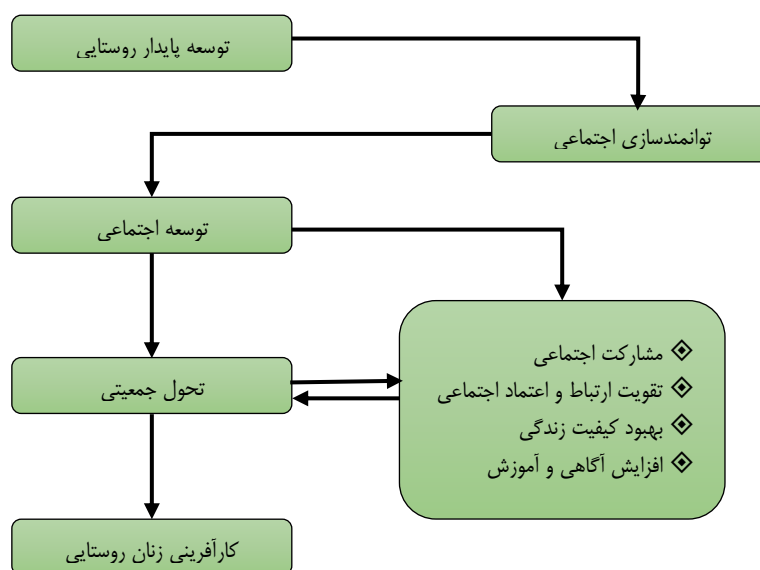 توسعه پایدار روستایی
توانمندسازی اجتماعی
توسعه اجتماعی
مشارکت اجتماعی
تقویت ارتباط و اعتماد اجتماعی
بهبود کیفیت زندگی
افزایش آگاهی و آموزش
تحول جمعیتی
کارآفرینی زنان روستایی